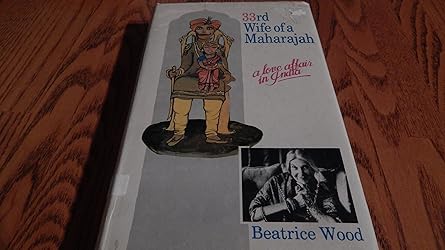 33rd
Wife of a
Maharajah
a love affair
in India
Beatrice Wood